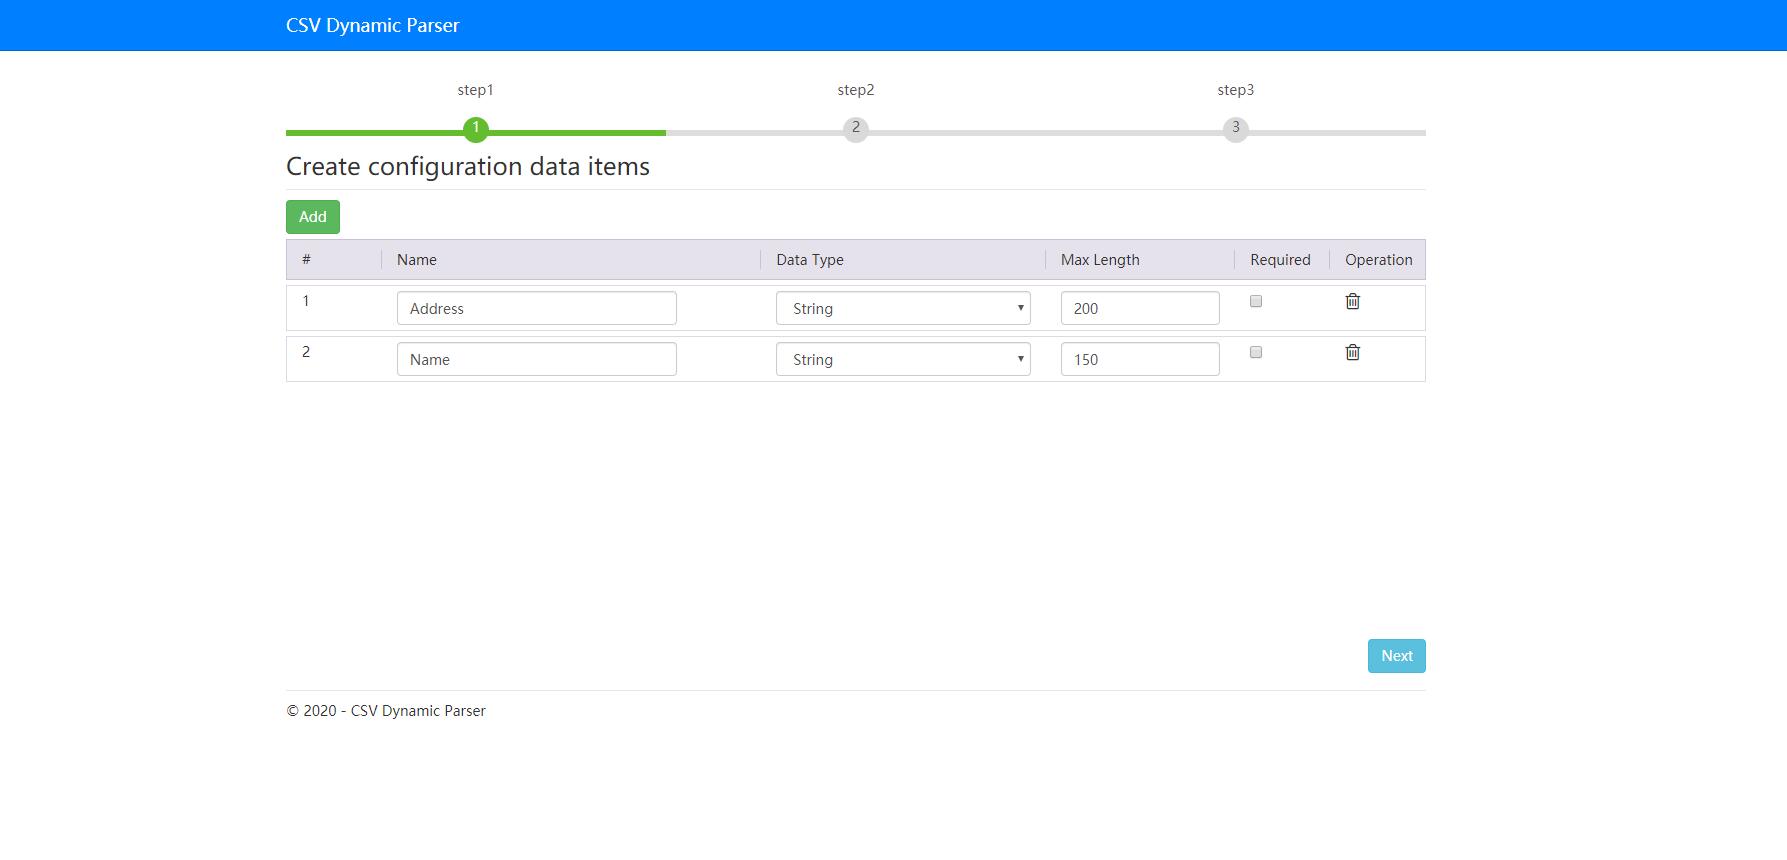 CSV Dynamic Parser
step1 step2 step3
1 2 3
Create configuration data items
Add
# Name Data Type Max Length Required Operation
1 Address String 200
2 Name String 150
Next
© 2020 - CSV Dynamic Parser